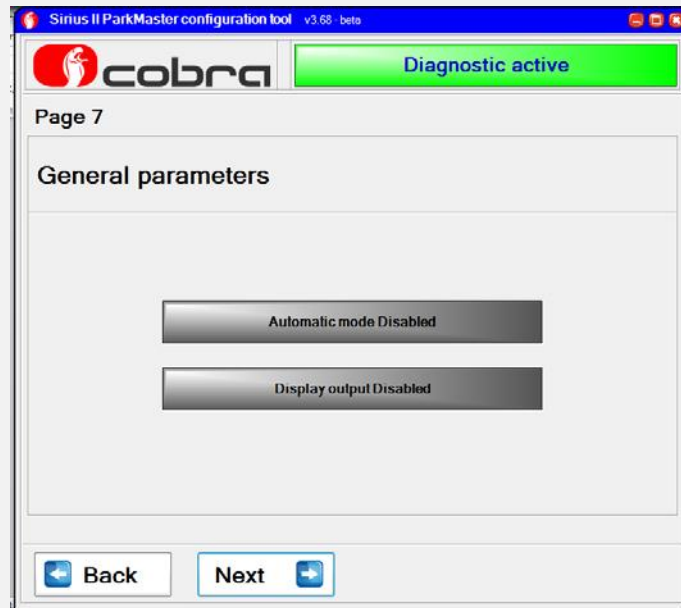 Sirius II ParkMaster configuration tool v3.68 - beta
cobra
Diagnostic active
Page 7
General parameters
Automatic mode Disabled
Display output Disabled
Back
Next